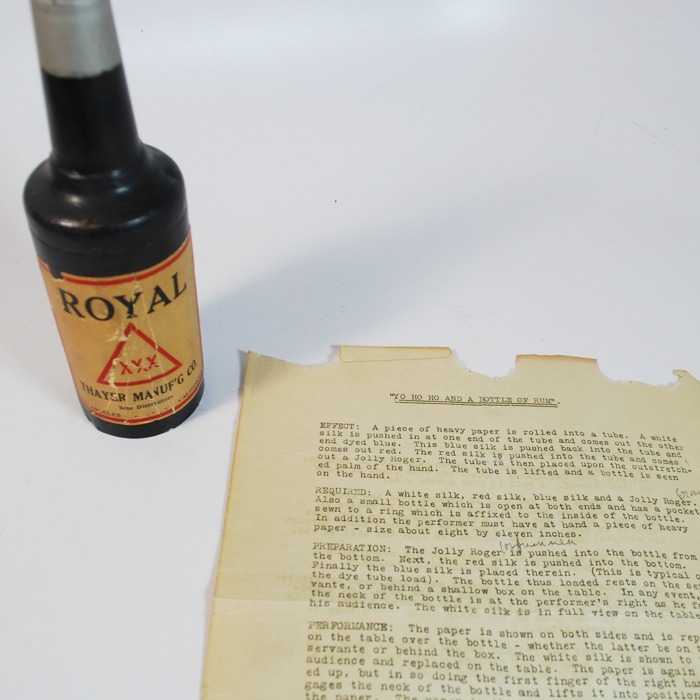 ROYAL
XXX
THAYER MANUF'G CO.
Sole Distributors
"YO HO HO AND A BOTTLE OF RUM".
EFFECT: A piece of heavy paper is rolled into a tube. A white
silk is pushed in at one end of the tube and comes out the other
end dyed blue. This blue silk is pushed back into the tube and
comes out red. The red silk is pushed into the tube and comes
out a Jolly Roger. The tube is then placed upon the outstretch-
ed palm of the hand. The tube is lifted and a bottle is seen
on the hand.
REQUIRED: A white silk, red silk, blue silk and a Jolly Roger.
Also a small bottle which is open at both ends and has a pocket
sewn to a ring which is affixed to the inside of the bottle.
In addition the performer must have at hand a piece of heavy
paper - size about eight by eleven inches.
PREPARATION: The Jolly Roger is pushed into the bottle from
the bottom. Next, the red silk is pushed into the bottom.
Finally the blue silk is placed therein. (This is typical o
the dye tube load). The bottle thus loaded rests on the ser
vante, or behind a shallow box on the table. In any event,
the neck of the bottle is at the performer's right as he f
his audience. The white silk is in full view on the table
PERFORMANCE: The paper is shown on both sides and is rep
on the table over the bottle - whether the latter be on
servante or behind the box. The white silk is shown to
audience and replaced on the table. The paper is again
ed up, but in so doing the first finger of the right han
gages the neck of the bottle and lifts it into posit
the paper. The